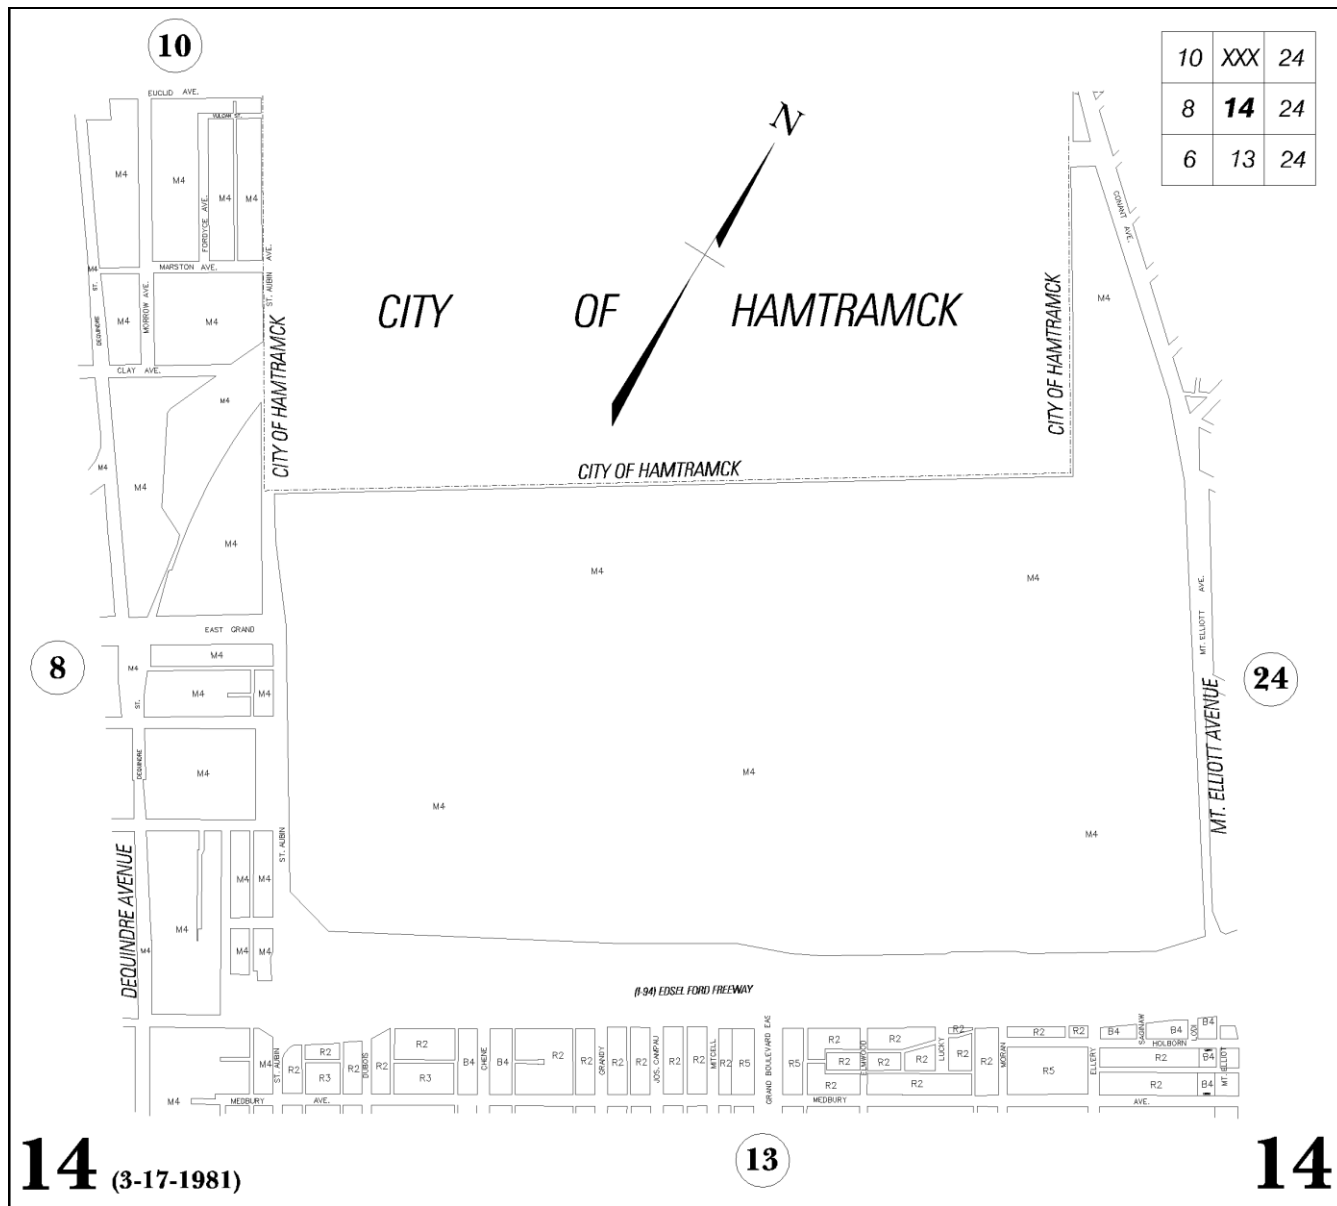 10
10 XXX 24
8 14 24
6 13 24
EUCLID AVE.
VULCAN ST.
N
M4
M4
M4 M4
FORDYCE AVE.
CONANT AVE.
M4
MARSTON AVE.
ST. AUBIN AVE.
ST.
DEQUINDRE
MORROW AVE.
M4
M4
M4
CITY OF HAMTRAMCK
CITY OF HAMTRAMCK
CITY OF HAMTRAMCK
CLAY AVE.
M4
CITY OF HAMTRAMCK
M4
M4
M4
M4
M4
MT. ELLIOTT AVE.
EAST GRAND
8
M4
M4
M4 M4
ST.
24
MT. ELLIOTT AVENUE
DEQUINDRE
M4
M4
M4
M4
ST. AUBIN
DEQUINDRE AVENUE
M4 M4
M4
M4
M4 M4
(I-94) EDSEL FORD FREEWAY
M4
ST. AUBIN
R2
R2
R3
R2
DUBOIS
R2
R2
R3
B4
CHENE
B4
R2
R2
GRANDY
R2
R2
JOS. CAMPAU
R2
R2
MITCELL
R2
R5
GRAND BOULEVARD EAS
R5
R2
R2
R2
ELMWOOD
R2
R2
R2
R2
LUCKY
R2
R2
R2
MORAN
R2
R2
R5
ELLERY
B4
SAGINAW
B4
LODI
B4
HOLBORN
R2
B4
R2
B4
MT. ELLIOT
M4
MEDBURY AVE.
MEDBURY
AVE.
14 (3-17-1981)
13
14